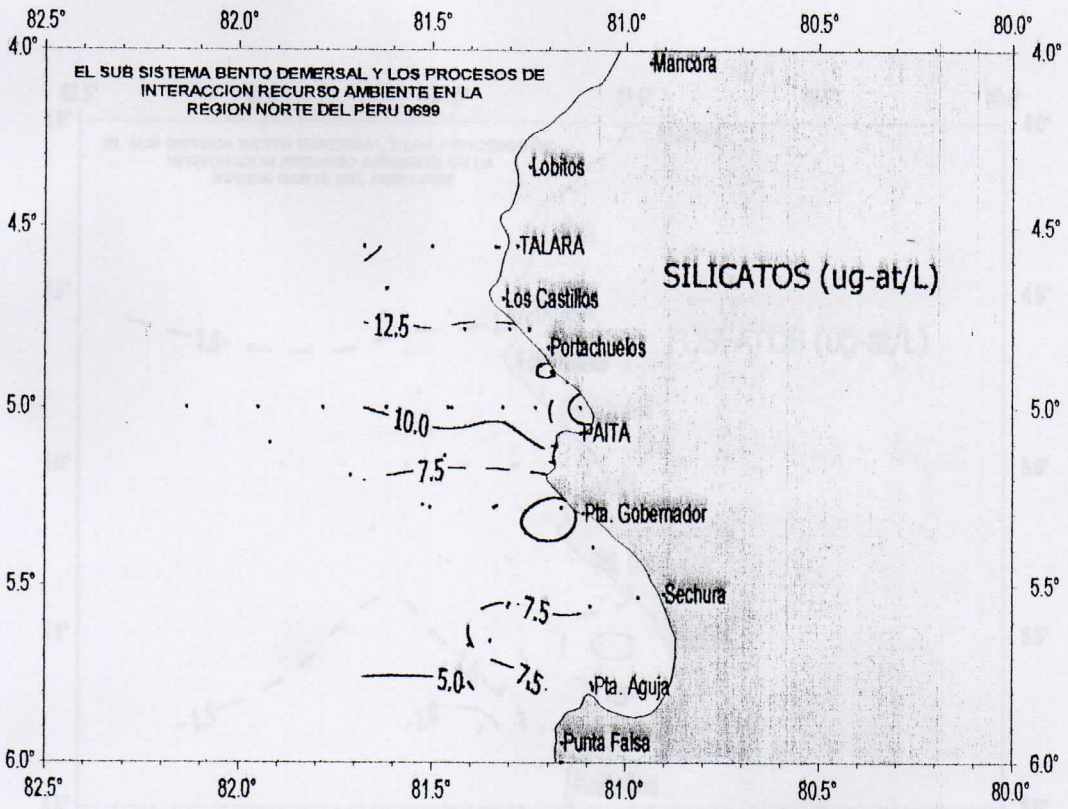 82.5° 82.0° 81.5° 81.0° 80.5° 80.0°
4.0° 4.0°
EL SUB SISTEMA BENTO DEMERSAL Y LOS PROCESOS DE
INTERACCION RECURSO AMBIENTE EN LA
REGION NORTE DEL PERU 0699
Mancora
Lobitos
4.5° 4.5°
TALARA
SILICATOS (ug-at/L)
Los Castillos
12.5
Portachuelos
5.0° 5.0°
10.0
PAITA
7.5
Pta. Gobernador
5.5° 5.5°
Sechura
7.5
7.5
5.0
Pta. Aguja
Punta Falsa
6.0° 6.0°
82.5° 82.0° 81.5° 81.0° 80.5° 80.0°